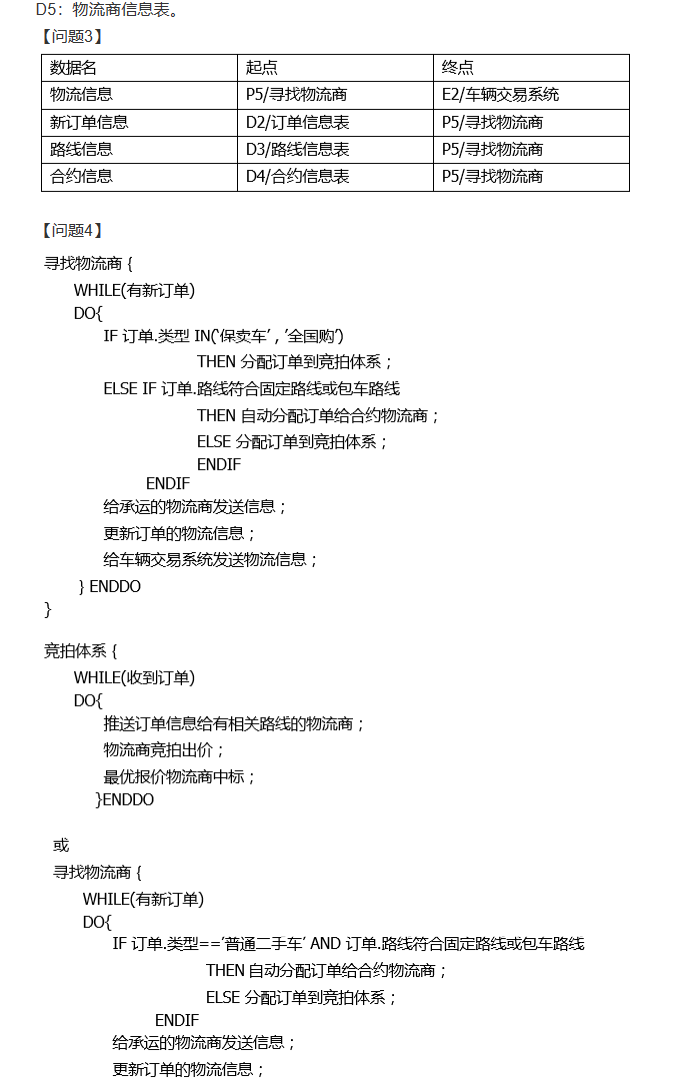 D5：物流商信息表。
【问题3】
数据名 起点 终点
物流信息 P5/寻找物流商 E2/车辆交易系统
新订单信息 D2/订单信息表 P5/寻找物流商
路线信息 D3/路线信息表 P5/寻找物流商
合约信息 D4/合约信息表 P5/寻找物流商
【问题4】
寻找物流商 {
WHILE(有新订单)
DO{
IF 订单.类型 IN(‘保卖车’，’全国购’)
THEN 分配订单到竞拍体系；
ELSE IF 订单.路线符合固定路线或包车路线
THEN 自动分配订单给合约物流商；
ELSE 分配订单到竞拍体系；
ENDIF
ENDIF
给承运的物流商发送信息；
更新订单的物流信息；
给车辆交易系统发送物流信息；
} ENDDO
}
竞拍体系 {
WHILE(收到订单)
DO{
推送订单信息给有相关路线的物流商；
物流商竞拍出价；
最优报价物流商中标；
}ENDDO
或
寻找物流商 {
WHILE(有新订单)
DO{
IF 订单.类型==’普通二手车’ AND 订单.路线符合固定路线或包车路线
THEN 自动分配订单给合约物流商；
ELSE 分配订单到竞拍体系；
ENDIF
给承运的物流商发送信息；
更新订单的物流信息；